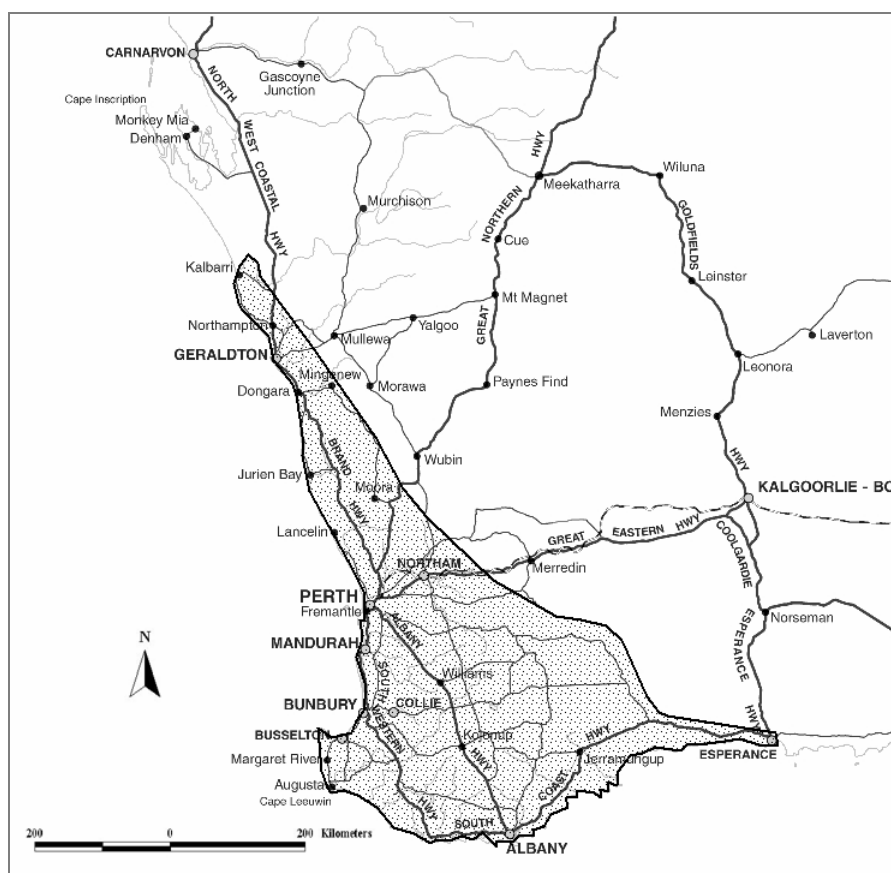 CARNARVON
Gascoyne
Junction
NORTH
WEST
COASTAL
HWY
Cape Inscription
Monkey Mia
Denham
Murchison
HWY
NORTHERN
GREAT
Meekatharra
Wiluna
GOLDFIELDS
Cue
Leinster
Kalbarri
Mt Magnet
Northampton
Yalgoo
Mullewa
Laverton
GERALDTON
Leonora
Mingenew
Morawa
Paynes Find
Dongara
Menzies
BRAND
HWY
Wubin
HWY
Jurien Bay
Moora
KALGOORLIE - BO
Lancelin
GREAT
EASTERN
HWY
COOLGARDIE
NORTHAM
Merredin
PERTH
Fremantle
ALBANY
Norseman
ESPERANCE
HWY
N
MANDURAH
SOUTH
WESTERN
HWY
Williams
BUNBURY
COLLIE
BUSSELTON
Kojonup
HWY
HWY
ESPERANCE
Margaret River
Jerramungup
Augusta
Cape Leeuwin
COAST
SOUTH
ALBANY
200
0
200
Kilometers